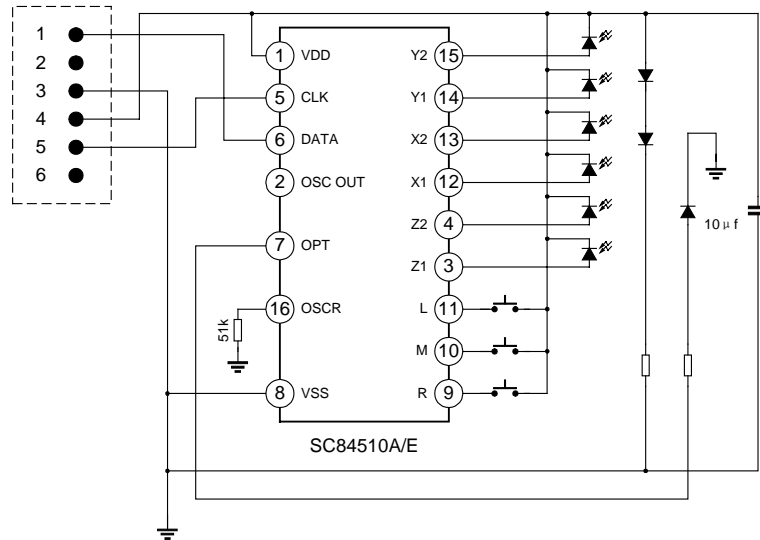 1
2
3
4
5
6
1 VDD
5 CLK
6 DATA
2 OSC OUT
7 OPT
16 OSCR
8 VSS
51k
Y2 15
Y1 14
X2 13
X1 12
Z2 4
Z1 3
L 11
M 10
R 9
10μf
SC84510A/E